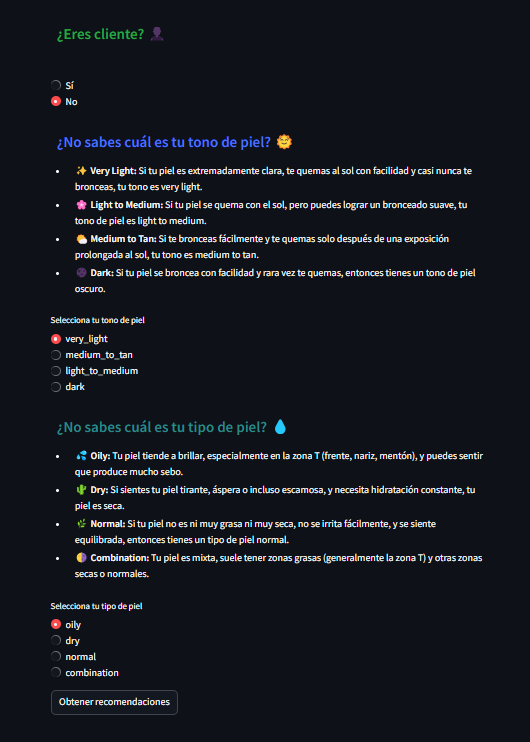 ¿Eres cliente? 👤
Sí
No
¿No sabes cuál es tu tono de piel? 🌞
• ✨ Very Light: Si tu piel es extremadamente clara, te quemas al sol con facilidad y casi nunca te
bronceas, tu tono es very light.
• 🌸 Light to Medium: Si tu piel se quema con el sol, pero puedes lograr un bronceado suave, tu
tono de piel es light to medium.
• 🌤️ Medium to Tan: Si te bronceas fácilmente y te quemas solo después de una exposición
prolongada al sol, tu tono es medium to tan.
• 🌑 Dark: Si tu piel se broncea con facilidad y rara vez te quemas, entonces tienes un tono de piel
oscuro.
Selecciona tu tono de piel
very_light
medium_to_tan
light_to_medium
dark
¿No sabes cuál es tu tipo de piel? 💧
• 💦 Oily: Tu piel tiende a brillar, especialmente en la zona T (frente, nariz, mentón), y puedes sentir
que produce mucho sebo.
• 🌵 Dry: Si sientes tu piel tirante, áspera o incluso escamosa, y necesita hidratación constante, tu
piel es seca.
• 🌿 Normal: Si tu piel no es ni muy grasa ni muy seca, no se irrita fácilmente, y se siente
equilibrada, entonces tienes un tipo de piel normal.
• 🌗 Combination: Tu piel es mixta, suele tener zonas grasas (generalmente la zona T) y otras zonas
secas o normales.
Selecciona tu tipo de piel
oily
dry
normal
combination
Obtener recomendaciones